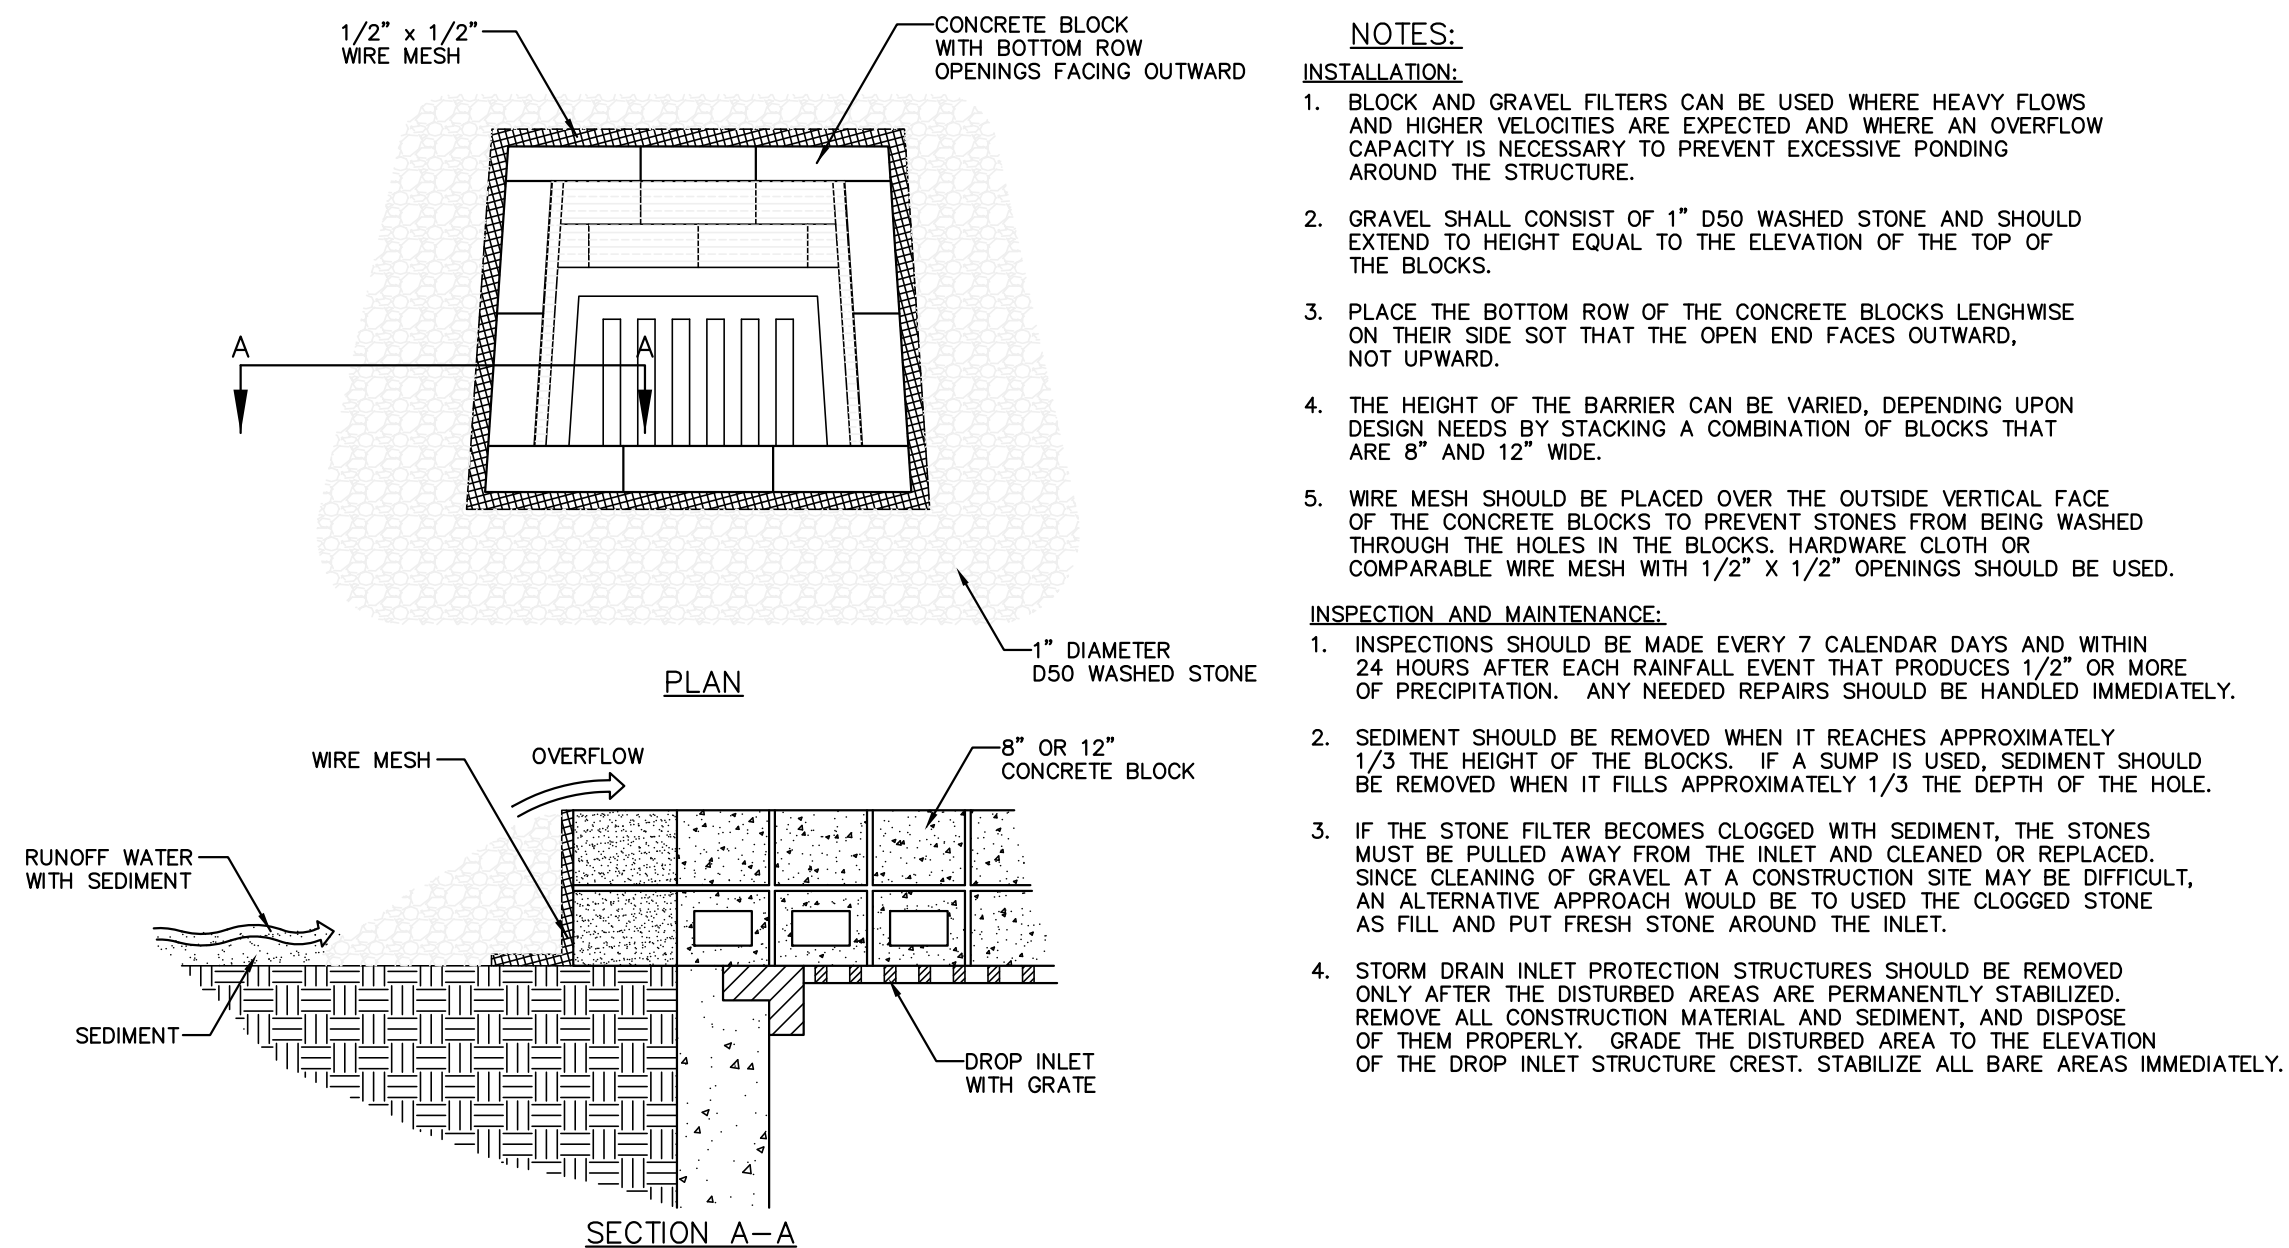 1/2" x 1/2"
WIRE MESH
CONCRETE BLOCK
WITH BOTTOM ROW
OPENINGS FACING OUTWARD
A
A
1" DIAMETER
D50 WASHED STONE
PLAN
WIRE MESH
OVERFLOW
8" OR 12"
CONCRETE BLOCK
RUNOFF WATER
WITH SEDIMENT
SEDIMENT
DROP INLET
WITH GRATE
SECTION A-A
NOTES:
INSTALLATION:
1. BLOCK AND GRAVEL FILTERS CAN BE USED WHERE HEAVY FLOWS
AND HIGHER VELOCITIES ARE EXPECTED AND WHERE AN OVERFLOW
CAPACITY IS NECESSARY TO PREVENT EXCESSIVE PONDING
AROUND THE STRUCTURE.
2. GRAVEL SHALL CONSIST OF 1" D50 WASHED STONE AND SHOULD
EXTEND TO HEIGHT EQUAL TO THE ELEVATION OF THE TOP OF
THE BLOCKS.
3. PLACE THE BOTTOM ROW OF THE CONCRETE BLOCKS LENGHWISE
ON THEIR SIDE SOT THAT THE OPEN END FACES OUTWARD,
NOT UPWARD.
4. THE HEIGHT OF THE BARRIER CAN BE VARIED, DEPENDING UPON
DESIGN NEEDS BY STACKING A COMBINATION OF BLOCKS THAT
ARE 8" AND 12" WIDE.
5. WIRE MESH SHOULD BE PLACED OVER THE OUTSIDE VERTICAL FACE
OF THE CONCRETE BLOCKS TO PREVENT STONES FROM BEING WASHED
THROUGH THE HOLES IN THE BLOCKS. HARDWARE CLOTH OR
COMPARABLE WIRE MESH WITH 1/2" X 1/2" OPENINGS SHOULD BE USED.
INSPECTION AND MAINTENANCE:
1. INSPECTIONS SHOULD BE MADE EVERY 7 CALENDAR DAYS AND WITHIN
24 HOURS AFTER EACH RAINFALL EVENT THAT PRODUCES 1/2" OR MORE
OF PRECIPITATION. ANY NEEDED REPAIRS SHOULD BE HANDLED IMMEDIATELY.
2. SEDIMENT SHOULD BE REMOVED WHEN IT REACHES APPROXIMATELY
1/3 THE HEIGHT OF THE BLOCKS. IF A SUMP IS USED, SEDIMENT SHOULD
BE REMOVED WHEN IT FILLS APPROXIMATELY 1/3 THE DEPTH OF THE HOLE.
3. IF THE STONE FILTER BECOMES CLOGGED WITH SEDIMENT, THE STONES
MUST BE PULLED AWAY FROM THE INLET AND CLEANED OR REPLACED.
SINCE CLEANING OF GRAVEL AT A CONSTRUCTION SITE MAY BE DIFFICULT,
AN ALTERNATIVE APPROACH WOULD BE TO USED THE CLOGGED STONE
AS FILL AND PUT FRESH STONE AROUND THE INLET.
4. STORM DRAIN INLET PROTECTION STRUCTURES SHOULD BE REMOVED
ONLY AFTER THE DISTURBED AREAS ARE PERMANENTLY STABILIZED.
REMOVE ALL CONSTRUCTION MATERIAL AND SEDIMENT, AND DISPOSE
OF THEM PROPERLY. GRADE THE DISTURBED AREA TO THE ELEVATION
OF THE DROP INLET STRUCTURE CREST. STABILIZE ALL BARE AREAS IMMEDIATELY.